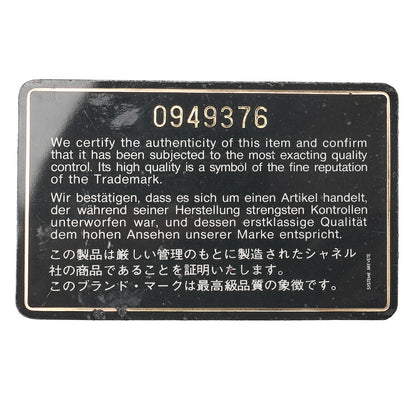 0949376
We certify the authenticity of this item and confirm
that it has been subjected to the most exacting quality
control. Its high quality is a symbol of the fine reputation
of the Trademark.
Wir bestätigen, dass es sich um einen Artikel handelt,
der während seiner Herstellung strengsten Kontrollen
unterworfen war, und dessen erstklassige Qualität
dem hohen Ansehen unserer Marke entspricht.
この製品は厳しい管理のもとに製造されたシャネル
社の商品であることを証明いたします。
このブランド・マークは最高級品質の象徴です。